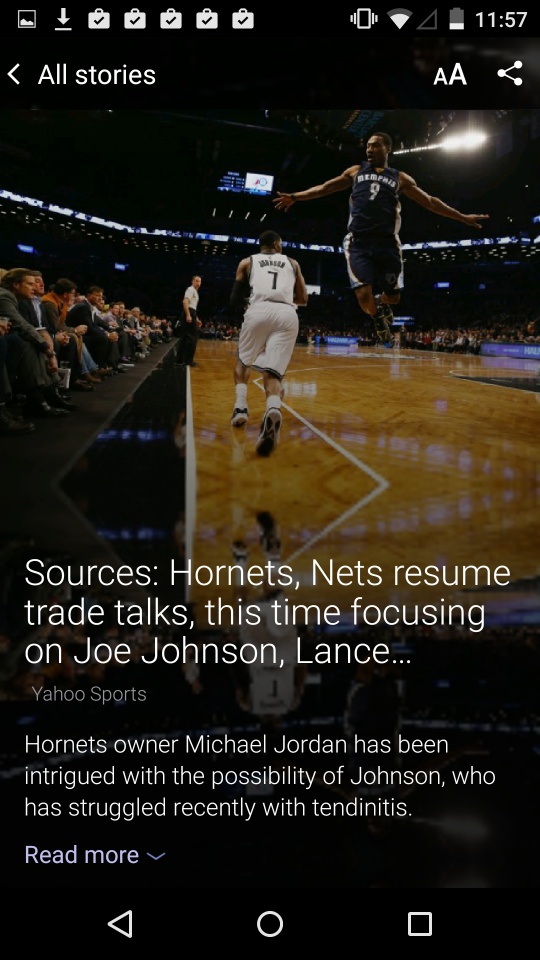 11:57
All stories
AA
MEMPHIS
9
JOHNSON
7
Sources: Hornets, Nets resume
trade talks, this time focusing
on Joe Johnson, Lance...
Yahoo Sports
Hornets owner Michael Jordan has been
intrigued with the possibility of Johnson, who
has struggled recently with tendinitis.
Read more